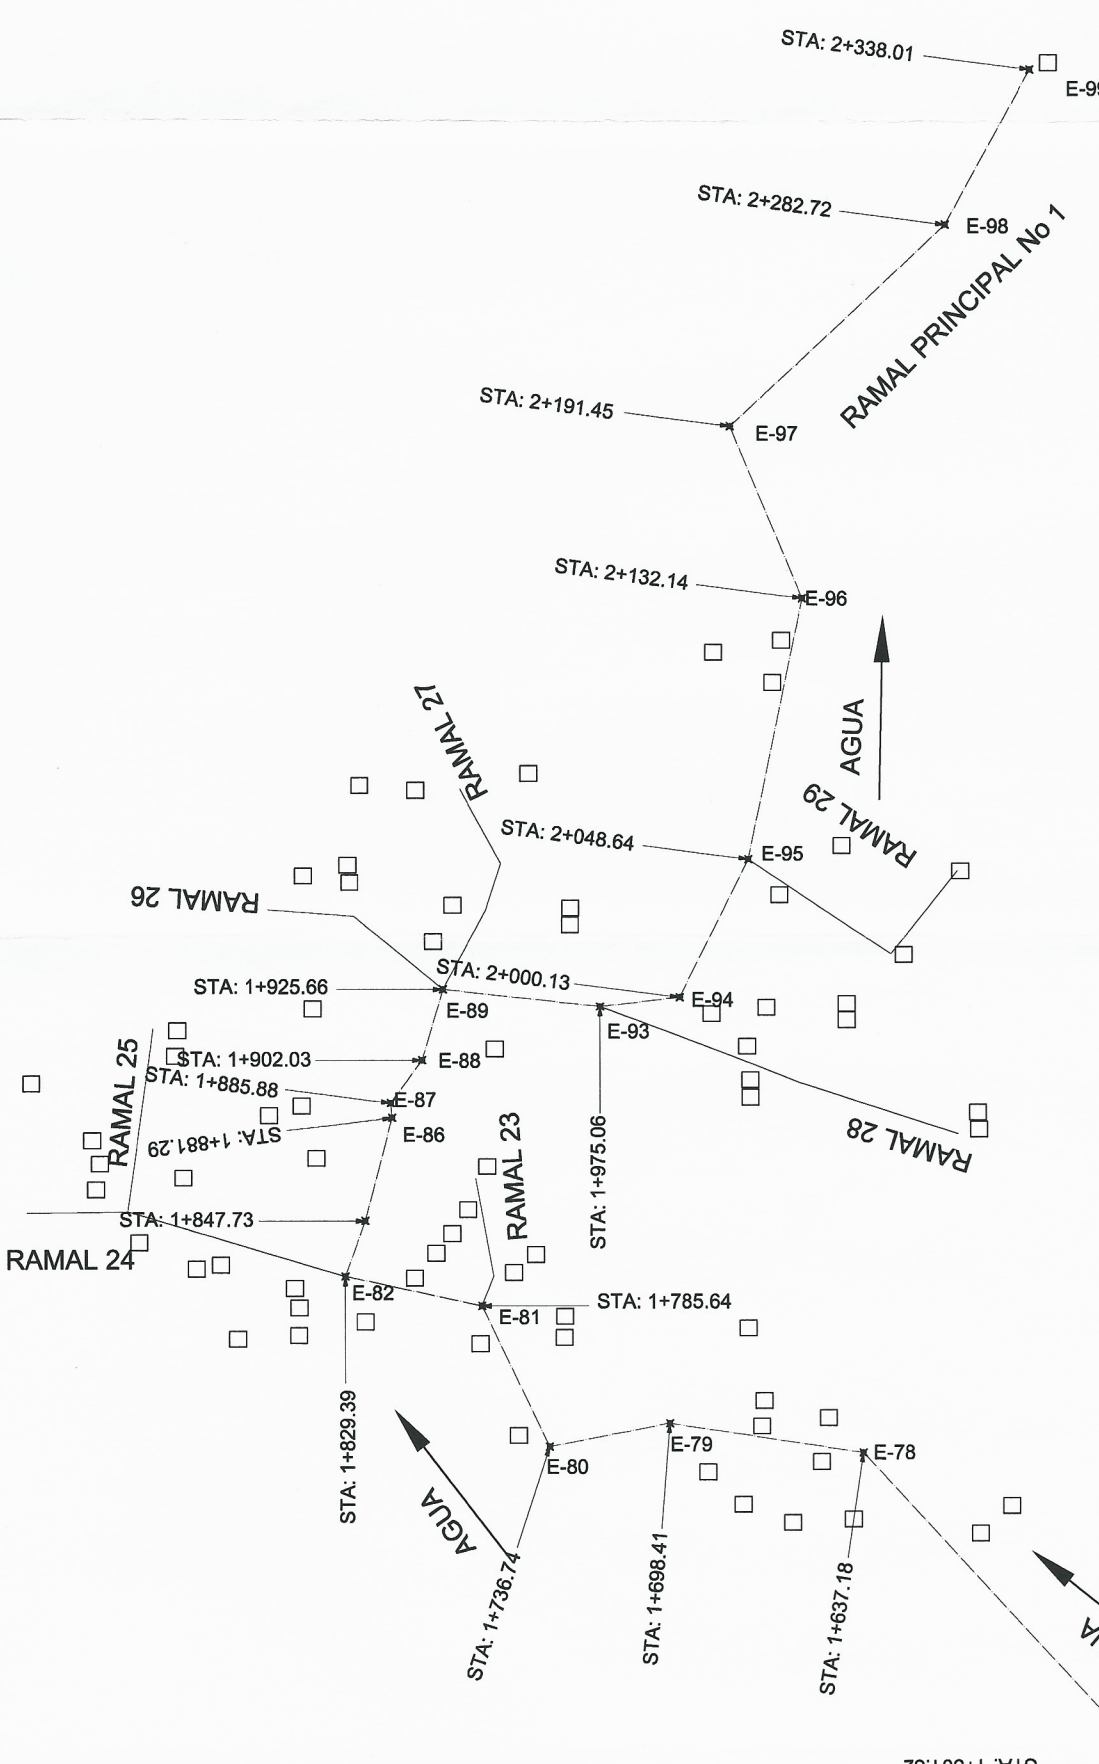 STA: 2+338.01
E-99
STA: 2+282.72
E-98
RAMAL PRINCIPAL No 1
STA: 2+191.45
E-97
STA: 2+132.14
E-96
AGUA
RAMAL 27
RAMAL 29
STA: 2+048.64
E-95
RAMAL 26
STA: 2+000.13
E-94
STA: 1+925.66
E-89
E-93
STA: 1+902.03
E-88
RAMAL 25
STA: 1+885.88
E-87
STA: 1+881.29
E-86
RAMAL 23
STA: 1+975.06
RAMAL 28
STA: 1+847.73
RAMAL 24
E-82
E-81
STA: 1+785.64
STA: 1+829.39
E-80
E-79
E-78
AGUA
STA: 1+736.74
STA: 1+698.41
STA: 1+637.18